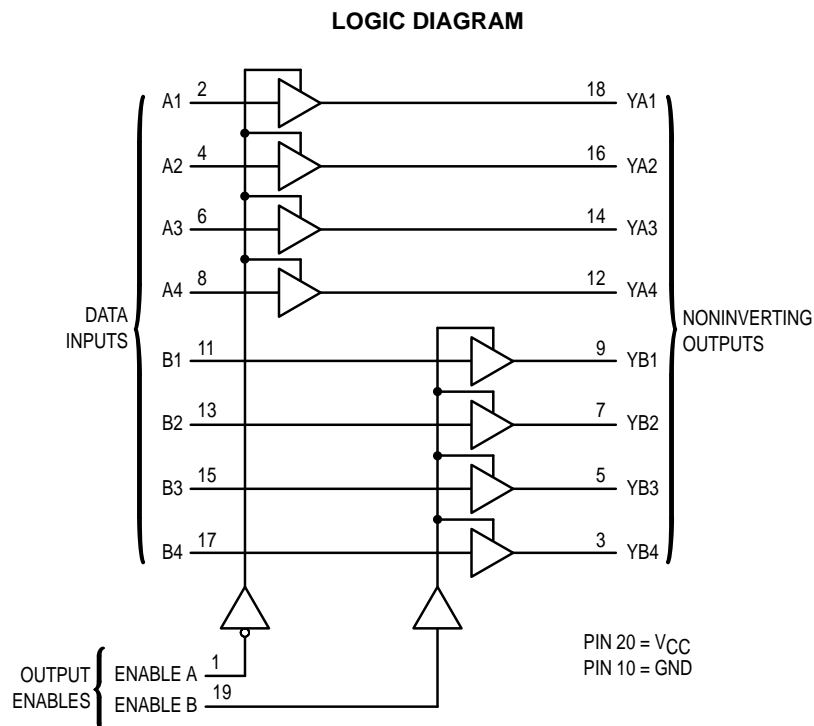 LOGIC DIAGRAM
A1 2 18 YA1
A2 4 16 YA2
A3 6 14 YA3
A4 8 12 YA4
DATA
INPUTS
NONINVERTING
OUTPUTS
B1 11 9 YB1
B2 13 7 YB2
B3 15 5 YB3
B4 17 3 YB4
OUTPUT
ENABLES
ENABLE A 1
ENABLE B 19
PIN 20 = VCC
PIN 10 = GND